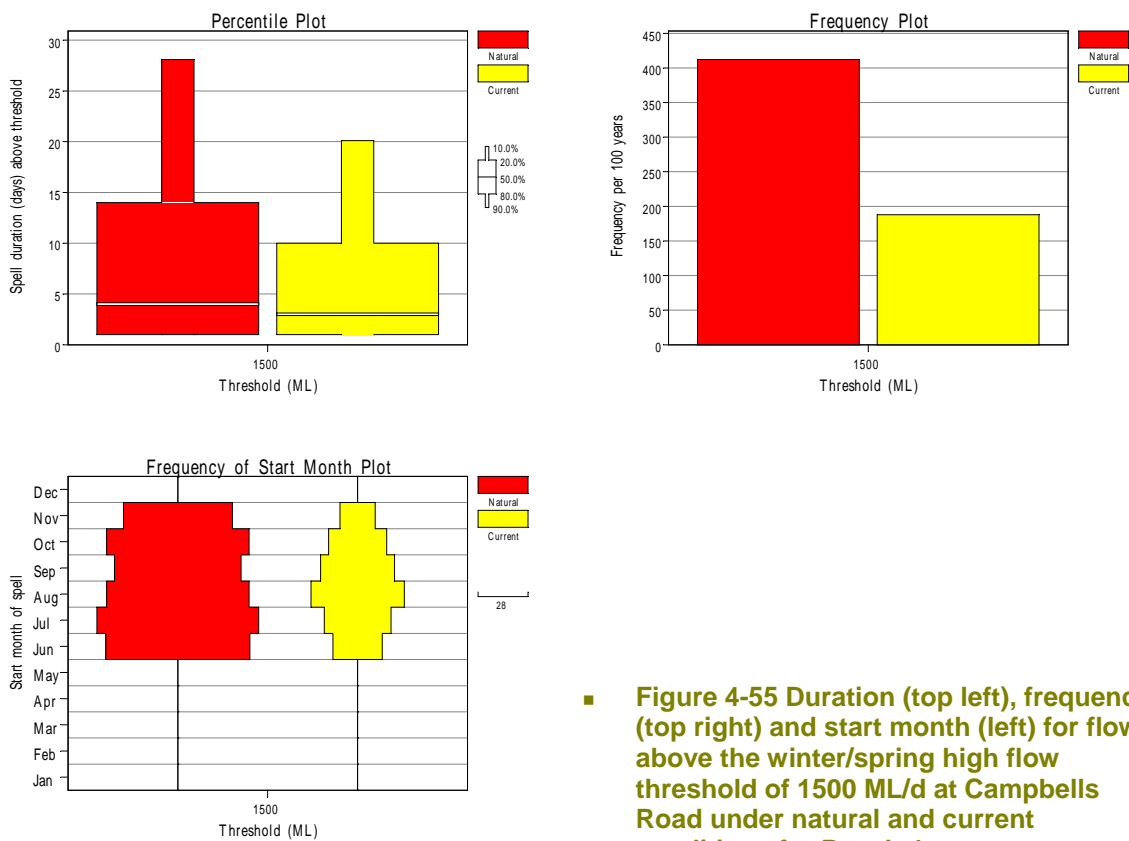 Percentile Plot
30
25
20
15
10
5
0
Spell duration (days) above threshold
1500
Threshold (ML)
Natural
Current
10.0%
20.0%
50.0%
80.0%
90.0%
Frequency Plot
450
400
350
300
250
200
150
100
50
0
Frequency per 100 years
1500
Threshold (ML)
Natural
Current
Frequency of Start Month Plot
Dec
Nov
Oct
Sep
Aug
Jul
Jun
May
Apr
Mar
Feb
Jan
Start month of spell
1500
Threshold (ML)
Natural
Current
28
▪ Figure 4-55 Duration (top left), frequenc
(top right) and start month (left) for flow
above the winter/spring high flow
threshold of 1500 ML/d at Campbells
Road under natural and current